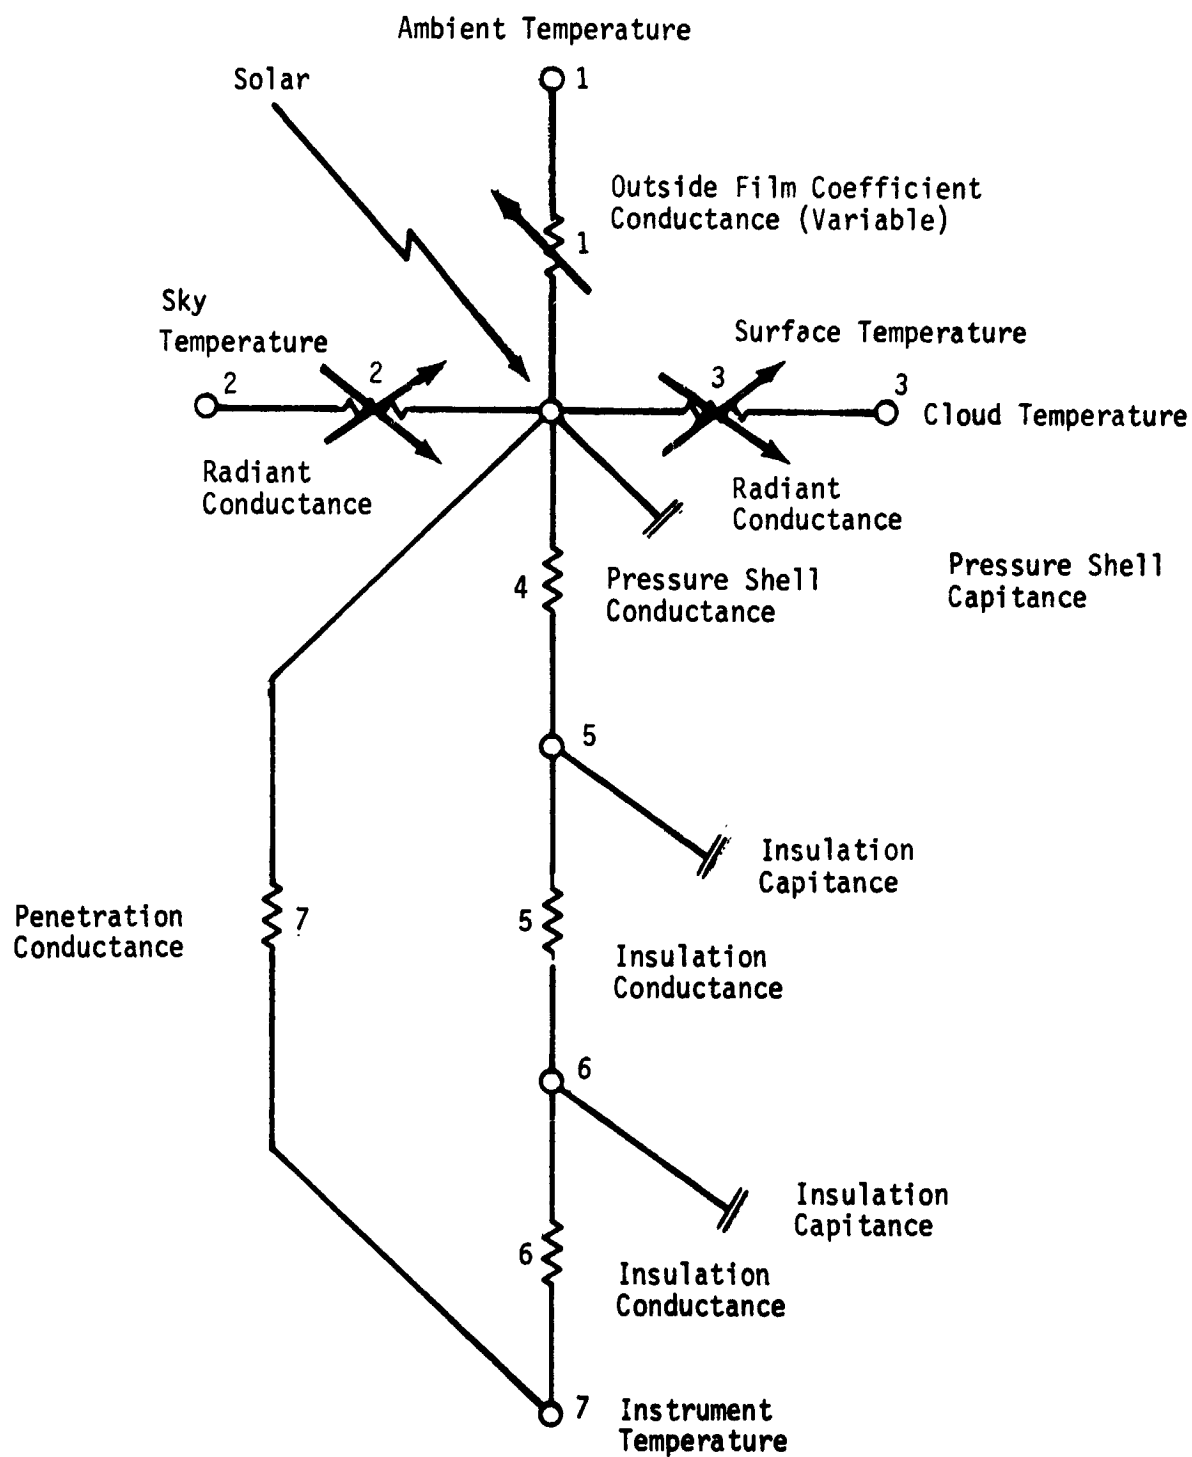 Ambient Temperature
Solar
1
Outside Film Coefficient
Conductance (Variable)
1
Sky
Temperature
Surface Temperature
2
2
3
3
Cloud Temperature
Radiant
Conductance
Radiant
Conductance
Pressure Shell
Capitance
4
Pressure Shell
Conductance
5
Insulation
Capitance
Penetration
Conductance
7
5
Insulation
Conductance
6
Insulation
Capitance
6
Insulation
Conductance
7
Instrument
Temperature